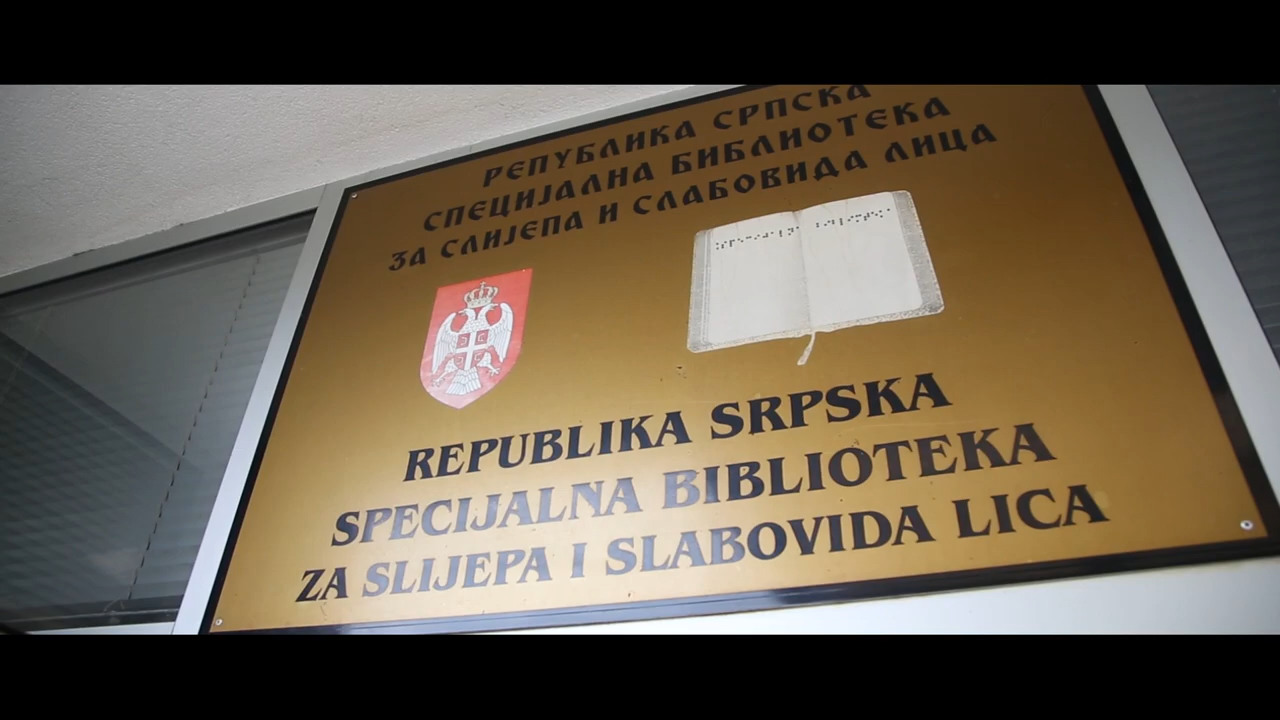 РЕПУБЛИКА СРПСКА
СПЕЦИЈАЛНА БИБЛИОТЕКА
ЗА СЛИЈЕПА И СЛАБОВИДА ЛИЦА
REPUBLIKA SRPSKA
SPECIJALNA BIBLIOTEKA
ZA SLIJEPA I SLABOVIDA LICA